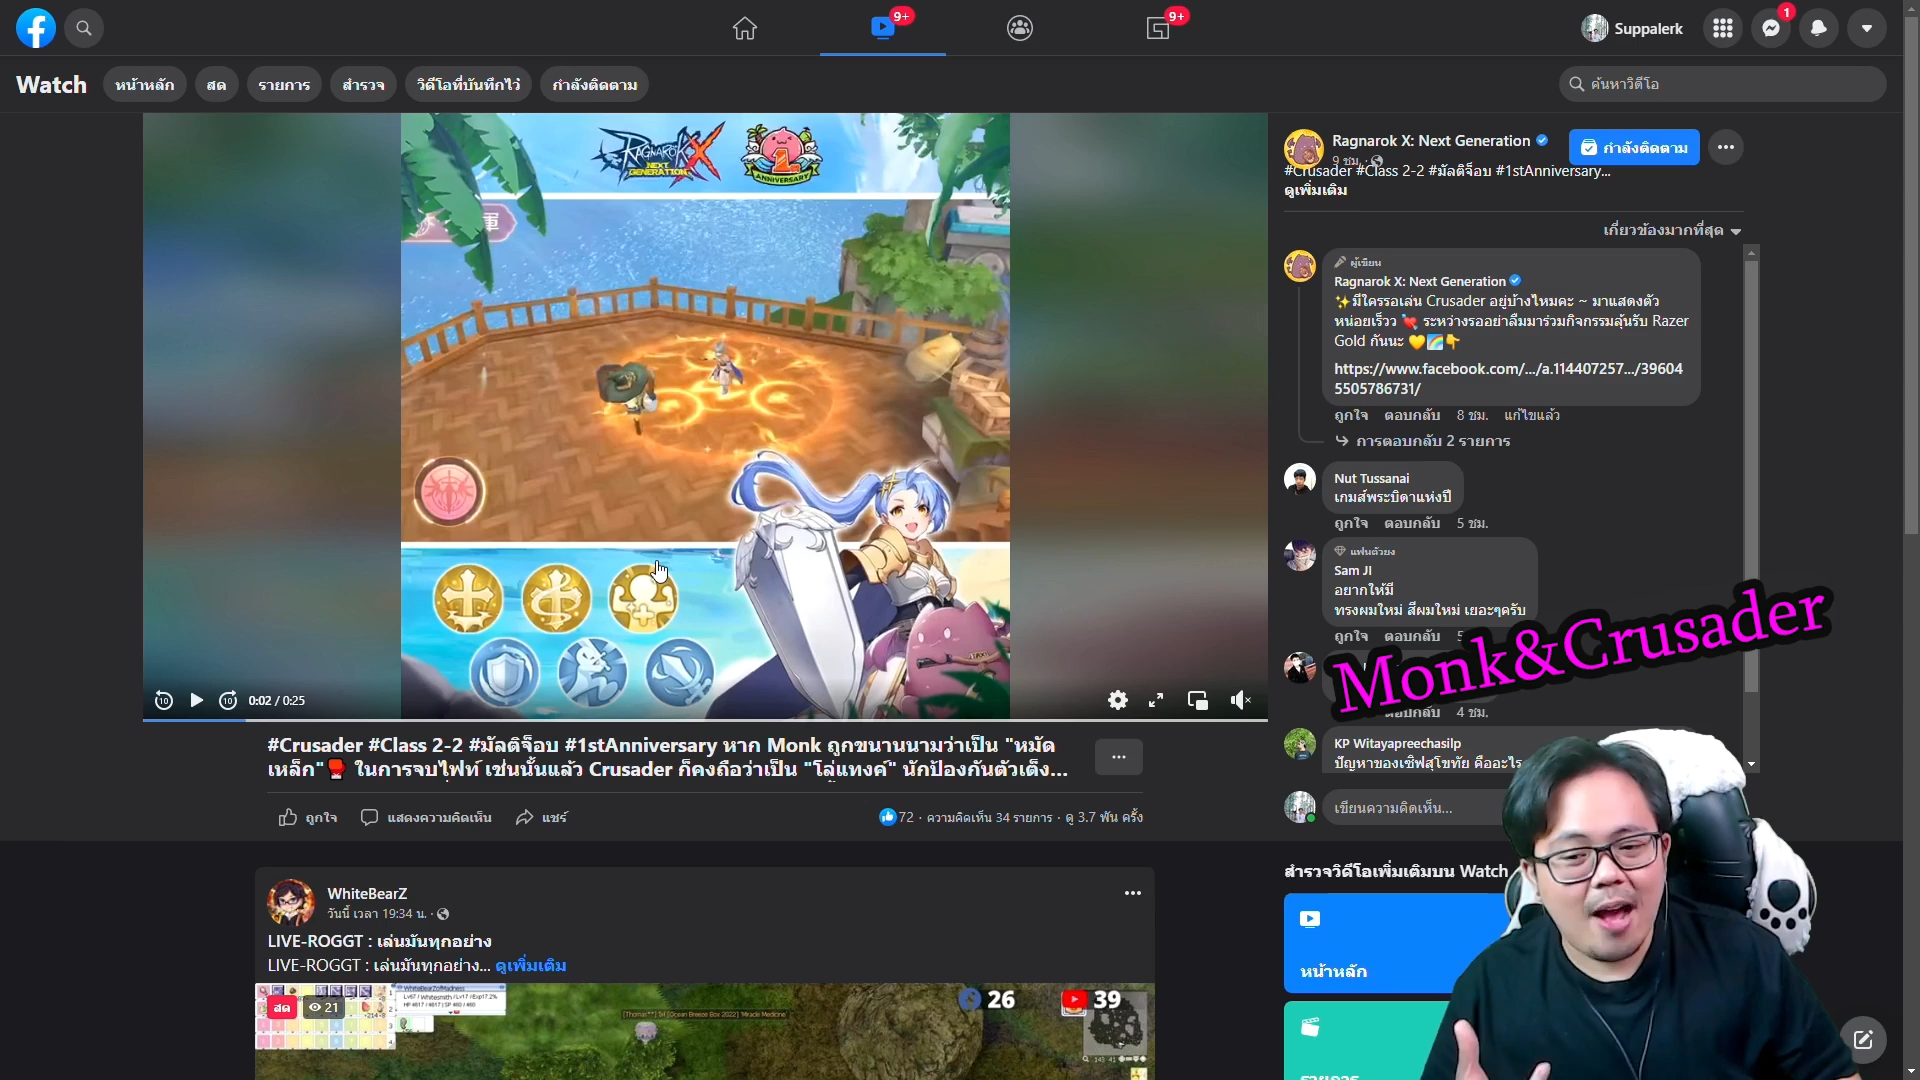 9+
9+
Suppalerk
1
Watch
หน้าหลัก
สด
รายการ
สำรวจ
วิดีโอที่บันทึกไว้
กำลังติดตาม
ค้นหาวิดีโอ
RAGNAROK X
NEXT GENERATION
1
ANNIVERSARY
0:02 / 0:25
#Crusader #Class 2-2 #มัลติจ็อบ #1stAnniversary หาก Monk ถูกขนานนามว่าเป็น "หมัด
เหล็ก"🥊 ในการจบไฟท์ เช่นนั้นแล้ว Crusader ก็คงถือว่าเป็น "โล่แทงค์" นักป้องกันตัวเต็ง...
ถูกใจ
แสดงความคิดเห็น
แชร์
72 · ความคิดเห็น 34 รายการ · ดู 3.7 พัน ครั้ง
WhiteBearZ
วันนี้ เวลา 19:34 น. ·
LIVE-ROGGT : เล่นมันทุกอย่าง
LIVE-ROGGT : เล่นมันทุกอย่าง... ดูเพิ่มเติม
สด
21
26
39
Ragnarok X: Next Generation
9 ชม. ·
กำลังติดตาม
#Crusader #Class 2-2 #มัลติจ็อบ #1stAnniversary...
ดูเพิ่มเติม
เกี่ยวข้องมากที่สุด
ผู้เขียน
Ragnarok X: Next Generation
✨มีใครรอเล่น Crusader อยู่บ้างไหมคะ ~ มาแสดงตัว
หน่อยเร็วว 💘 ระหว่างรออย่าลืมมาร่วมกิจกรรมลุ้นรับ Razer
Gold กันนะ 💛🌈👇
https://www.facebook.com/.../a.114407257.../39604
5505786731/
ถูกใจ ตอบกลับ 8 ชม. แก้ไขแล้ว
การตอบกลับ 2 รายการ
Nut Tussanai
เกมส์พระบิดาแห่งปี
ถูกใจ ตอบกลับ 5 ชม.
แฟนตัวยง
Sam JI
อยากให้มี
ทรงผมใหม่ สีผมใหม่ เยอะๆครับ
ถูกใจ ตอบกลับ
Monk&Crusader
ตอบกลับ 4 ชม.
KP Witayapreechasilp
ปัญหาของเซิฟสุโขทัย คืออะไร
เขียนความคิดเห็น...
สำรวจวิดีโอเพิ่มเติมบน Watch
หน้าหลัก
รายการ